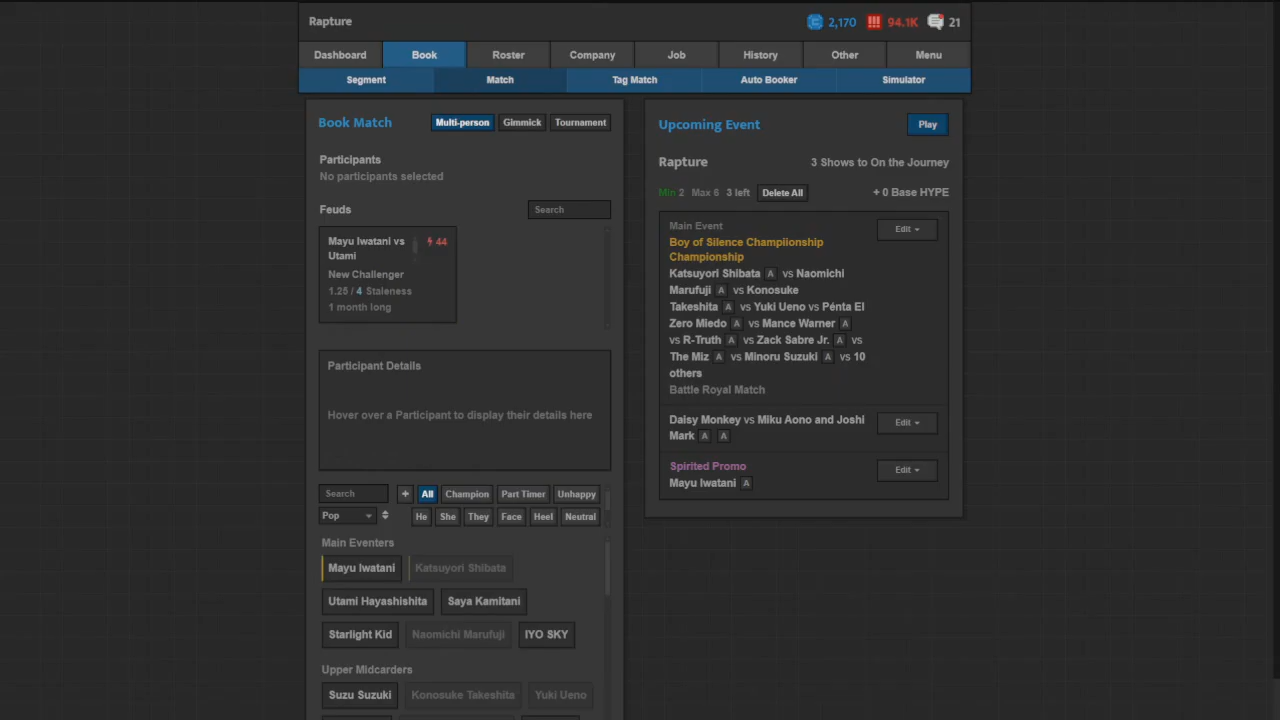 Rapture
2,170
94.1K
21
Dashboard
Book
Roster
Company
Job
History
Other
Menu
Segment
Match
Tag Match
Auto Booker
Simulator
Book Match
Multi-person
Gimmick
Tournament
Participants
No participants selected
Feuds
Search
Mayu Iwatani vs
Utami
44
New Challenger
1.25 / 4 Staleness
1 month long
Participant Details
Hover over a Participant to display their details here
Search
+
All
Champion
Part Timer
Unhappy
Pop
He
She
They
Face
Heel
Neutral
Main Eventers
Mayu Iwatani
Katsuyori Shibata
Utami Hayashishita
Saya Kamitani
Starlight Kid
Naomichi Marufuji
IYO SKY
Upper Midcarders
Suzu Suzuki
Konosuke Takeshita
Yuki Ueno
Upcoming Event
Play
Rapture
3 Shows to On the Journey
Min 2 Max 6 3 left
Delete All
+ 0 Base HYPE
Main Event
Edit
Boy of Silence Champiionship
Championship
Katsuyori Shibata A vs Naomichi
Marufuji A vs Konosuke
Takeshita A vs Yuki Ueno vs Pénta El
Zero Miedo A vs Mance Warner A
vs R-Truth A vs Zack Sabre Jr. A vs
The Miz A vs Minoru Suzuki A vs 10
others
Battle Royal Match
Daisy Monkey vs Miku Aono and Joshi
Mark A A
Edit
Spirited Promo
Mayu Iwatani A
Edit